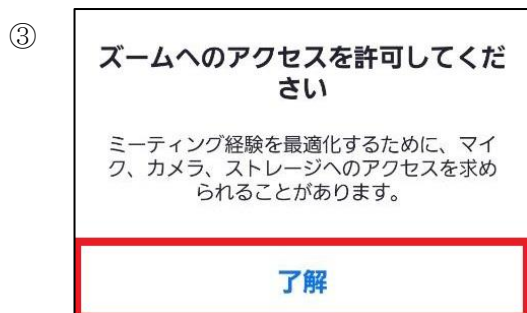 ③
ズームへのアクセスを許可してくだ
さい
ミーティング経験を最適化するために、マイ
ク、カメラ、ストレージへのアクセスを求め
られることがあります。
了解